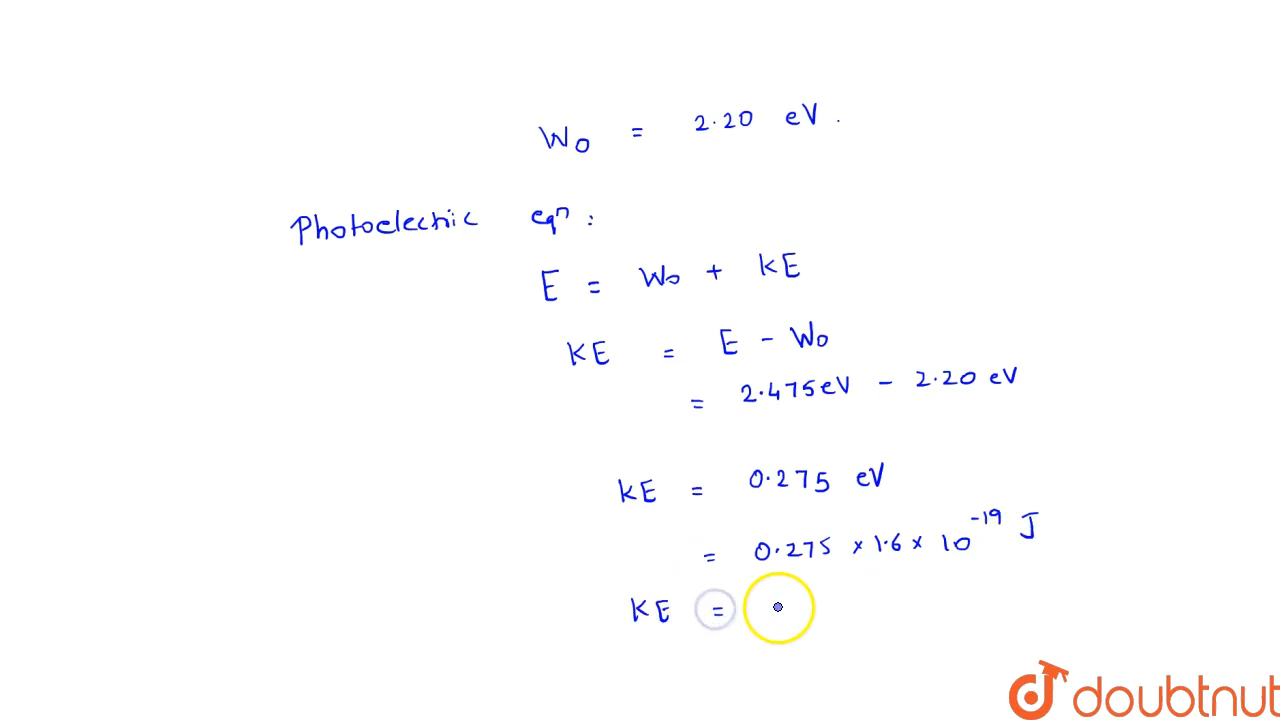 W₀ = 2.20 eV.
Photoelectric eqⁿ :
E = W₀ + KE
KE = E - W₀
= 2.475eV - 2.20 eV
KE = 0.275 eV
= 0.275 × 1.6 × 10⁻¹⁹ J
KE =
doubtnut